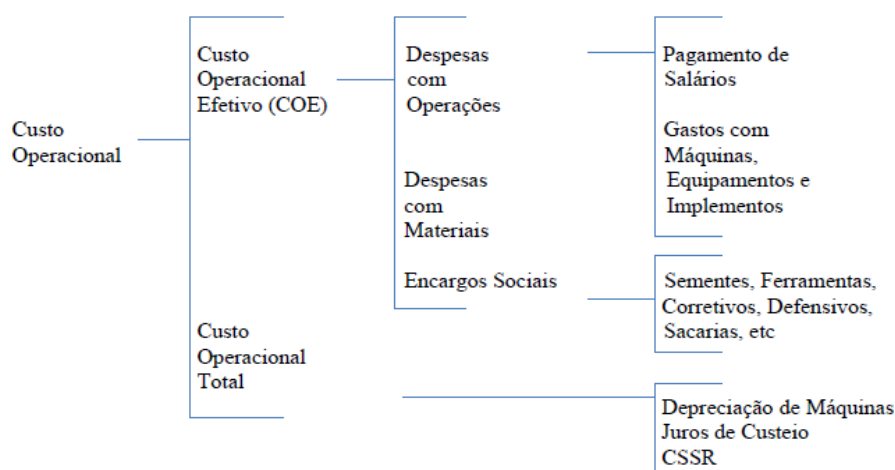 Custo
Operacional
Custo
Operacional
Efetivo (COE)
Custo
Operacional
Total
Despesas
com
Operações
Despesas
com
Materiais
Encargos Sociais
Pagamento de
Salários
Gastos com
Máquinas,
Equipamentos e
Implementos
Sementes, Ferramentas,
Corretivos, Defensivos,
Sacarias, etc
Depreciação de Máquinas
Juros de Custeio
CSSR